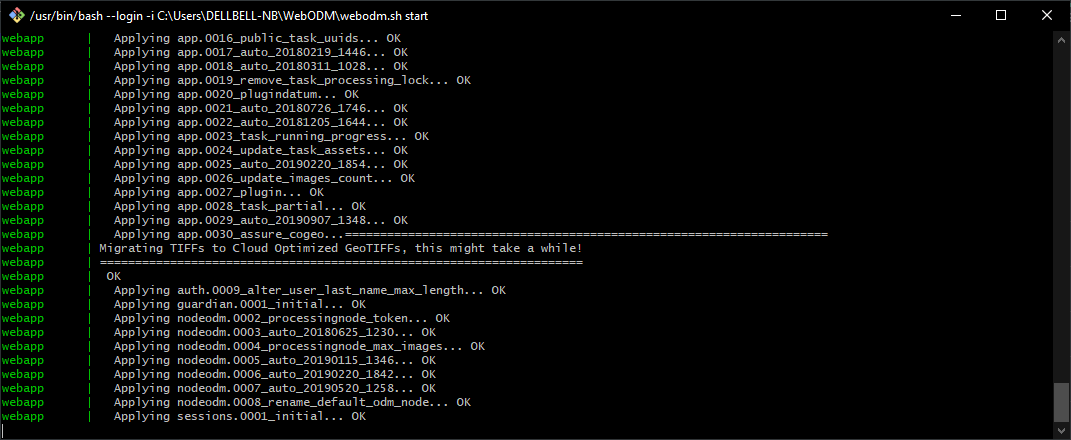 /usr/bin/bash --login -i C:\Users\DELLBELL-NB\WebODM\webodm.sh start
webapp | Applying app.0016_public_task_uuids... OK
webapp | Applying app.0017_auto_20180219_1446... OK
webapp | Applying app.0018_auto_20180311_1028... OK
webapp | Applying app.0019_remove_task_processing_lock... OK
webapp | Applying app.0020_plugindatum... OK
webapp | Applying app.0021_auto_20180726_1746... OK
webapp | Applying app.0022_auto_20181205_1644... OK
webapp | Applying app.0023_task_running_progress... OK
webapp | Applying app.0024_update_task_assets... OK
webapp | Applying app.0025_auto_20190220_1854... OK
webapp | Applying app.0026_update_images_count... OK
webapp | Applying app.0027_plugin... OK
webapp | Applying app.0028_task_partial... OK
webapp | Applying app.0029_auto_20190907_1348... OK
webapp | Applying app.0030_assure_cogeo...=====================================================================
webapp | Migrating TIFFs to Cloud Optimized GeoTIFFs, this might take a while!
webapp | =====================================================================
webapp | OK
webapp | Applying auth.0009_alter_user_last_name_max_length... OK
webapp | Applying guardian.0001_initial... OK
webapp | Applying nodeodm.0002_processingnode_token... OK
webapp | Applying nodeodm.0003_auto_20180625_1230... OK
webapp | Applying nodeodm.0004_processingnode_max_images... OK
webapp | Applying nodeodm.0005_auto_20190115_1346... OK
webapp | Applying nodeodm.0006_auto_20190220_1842... OK
webapp | Applying nodeodm.0007_auto_20190520_1258... OK
webapp | Applying nodeodm.0008_rename_default_odm_node... OK
webapp | Applying sessions.0001_initial... OK